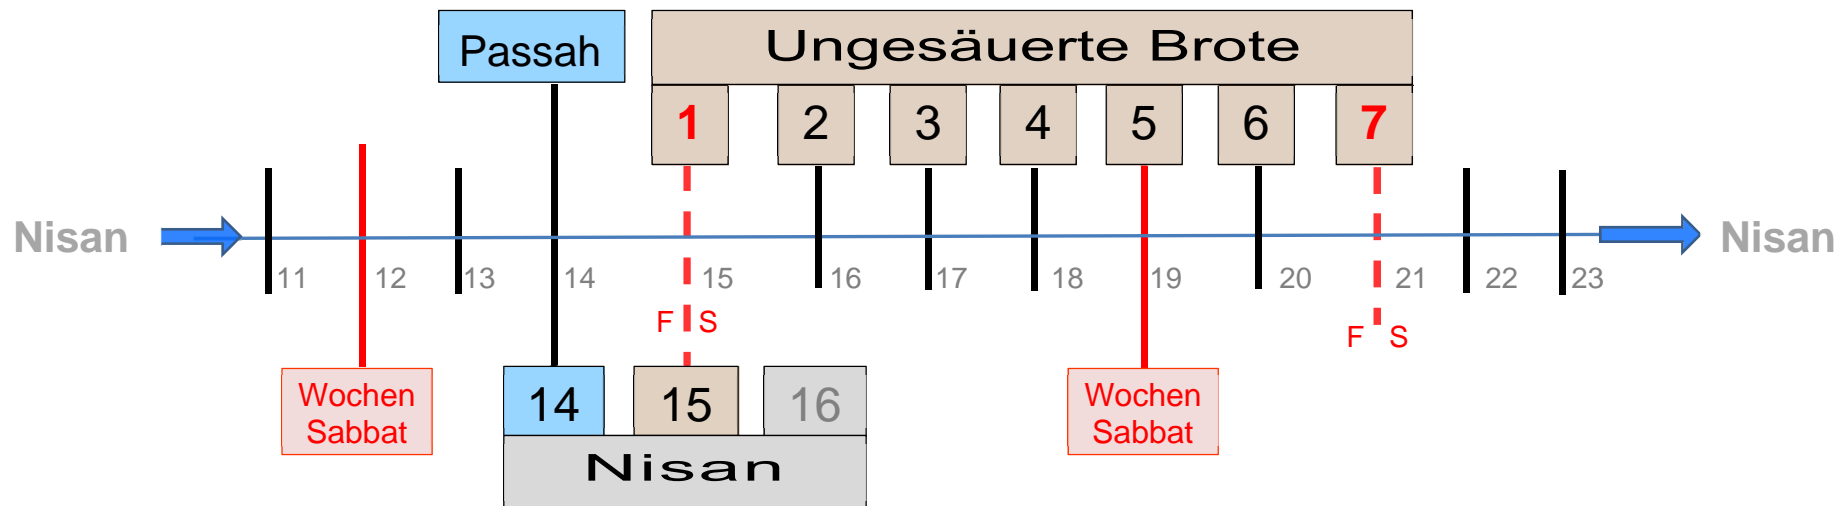 Passah
Ungesäuerte Brote
1 2 3 4 5 6 7
Nisan
Nisan
11 12 13 14 15 16 17 18 19 20 21 22 23
F S
F S
Wochen
Sabbat
14 15 16
Wochen
Sabbat
Nisan